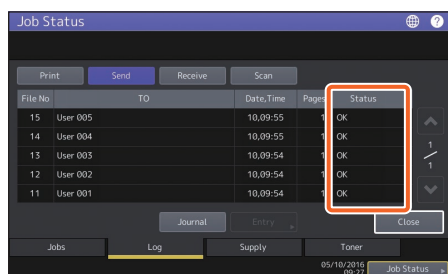 Job Status
?
Print Send Receive Scan
File No TO Date,Time Pages Status
15 User 005 10,09:55 1 OK
14 User 004 10,09:55 1 OK
13 User 003 10,09:54 1 OK
12 User 002 10,09:54 1 OK
11 User 001 10,09:54 1 OK
1
1
Journal Entry Close
Jobs Log Supply Toner
05/10/2016
09:27 Job Status